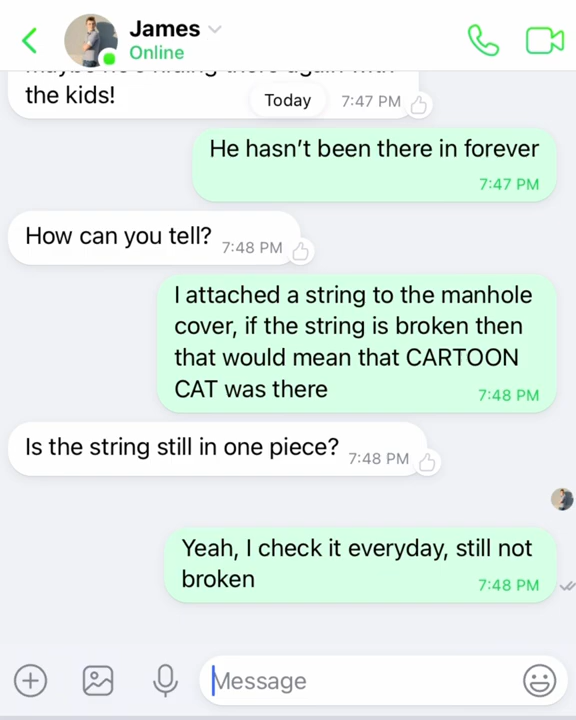 James
Online
the kids!
Today
7:47 PM
He hasn't been there in forever
7:47 PM
How can you tell?
7:48 PM
I attached a string to the manhole
cover, if the string is broken then
that would mean that CARTOON
CAT was there
7:48 PM
Is the string still in one piece?
7:48 PM
Yeah, I check it everyday, still not
broken
7:48 PM
Message